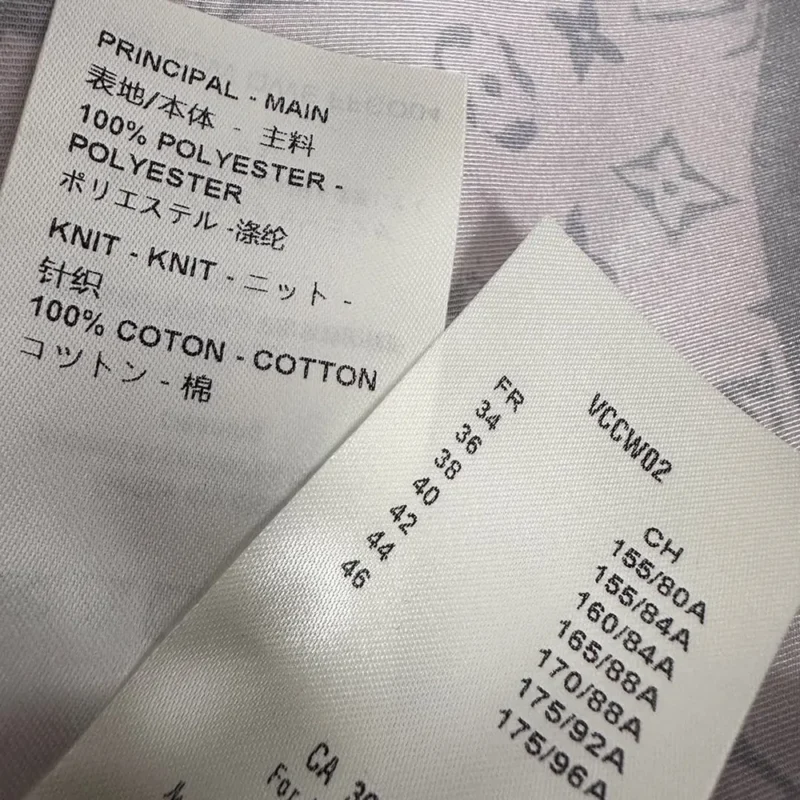 PRINCIPAL - MAIN
表地/本体 - 主料
100% POLYESTER -
POLYESTER
ポリエステル -涤纶
KNIT - KNIT - ニット -
针织
100% COTON - COTTON
コットン - 棉
VCCW02
FR
34
36
38
40
42
44
46
CH
155/80A
155/84A
160/84A
165/88A
170/88A
175/92A
175/96A
CA
For